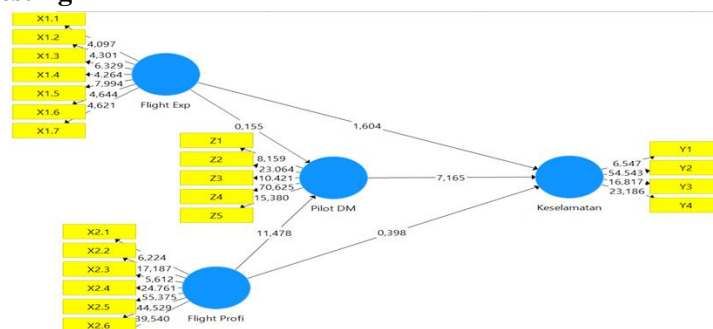 X1.1
X1.2
X1.3
X1.4
X1.5
X1.6
X1.7
4,097
4,301
6.329
4.264
7,994
4,644
4,621
Flight Exp
0,155
1,604
Z1
Z2
Z3
Z4
Z5
8,159
23.064
10.421
70,625
15,380
Pilot DM
7,165
Y1
Y2
Y3
Y4
6,547
54.543
16.817
23,186
Keselamatan
11,478
0,398
X2.1
X2.2
X2.3
X2.4
X2.5
X2.6
6,224
17,187
5,612
24.761
55,375
44,529
39,540
Flight Profi